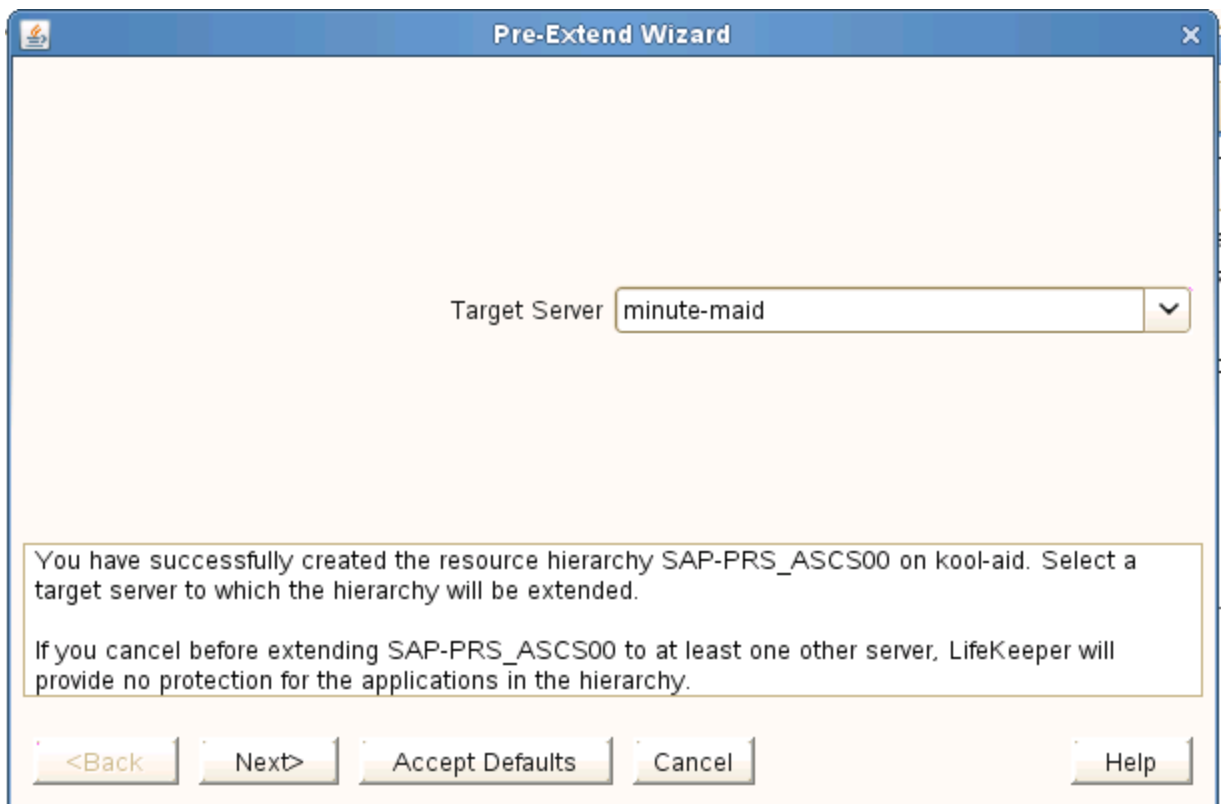 Pre-Extend Wizard
Target Server minute-maid
You have successfully created the resource hierarchy SAP-PRS_ASCS00 on kool-aid. Select a
target server to which the hierarchy will be extended.
If you cancel before extending SAP-PRS_ASCS00 to at least one other server, LifeKeeper will
provide no protection for the applications in the hierarchy.
<Back Next> Accept Defaults Cancel Help